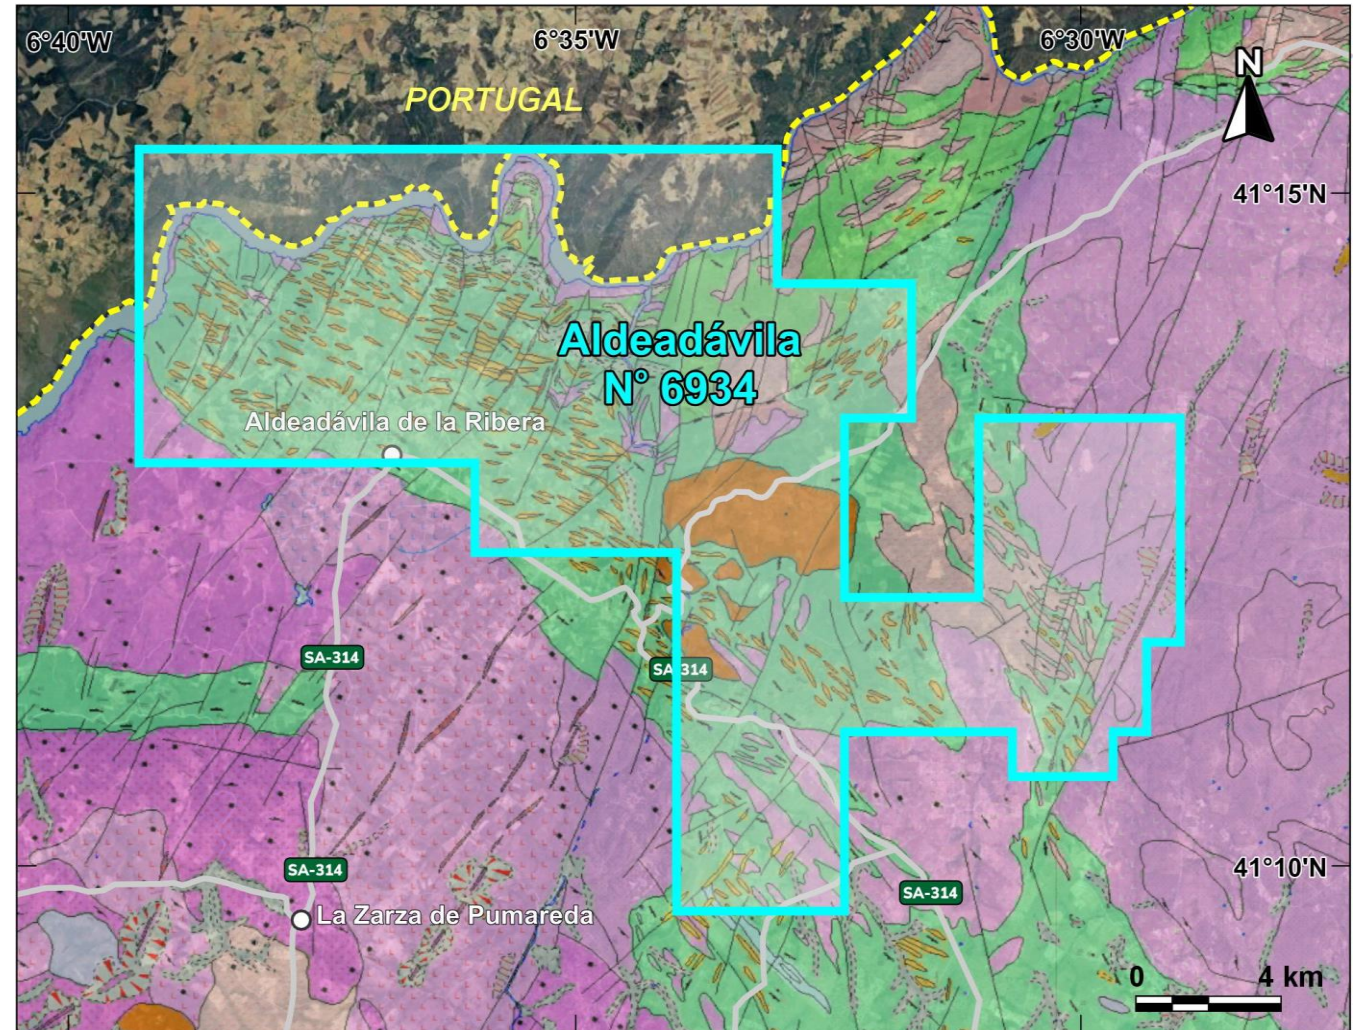 6°40'W
6°35'W
6°30'W
N
PORTUGAL
41°15'N
Aldeadávila
N° 6934
Aldeadávila de la Ribera
SA-314
SA-314
SA-314
41°10'N
SA-314
La Zarza de Pumareda
0 4 km